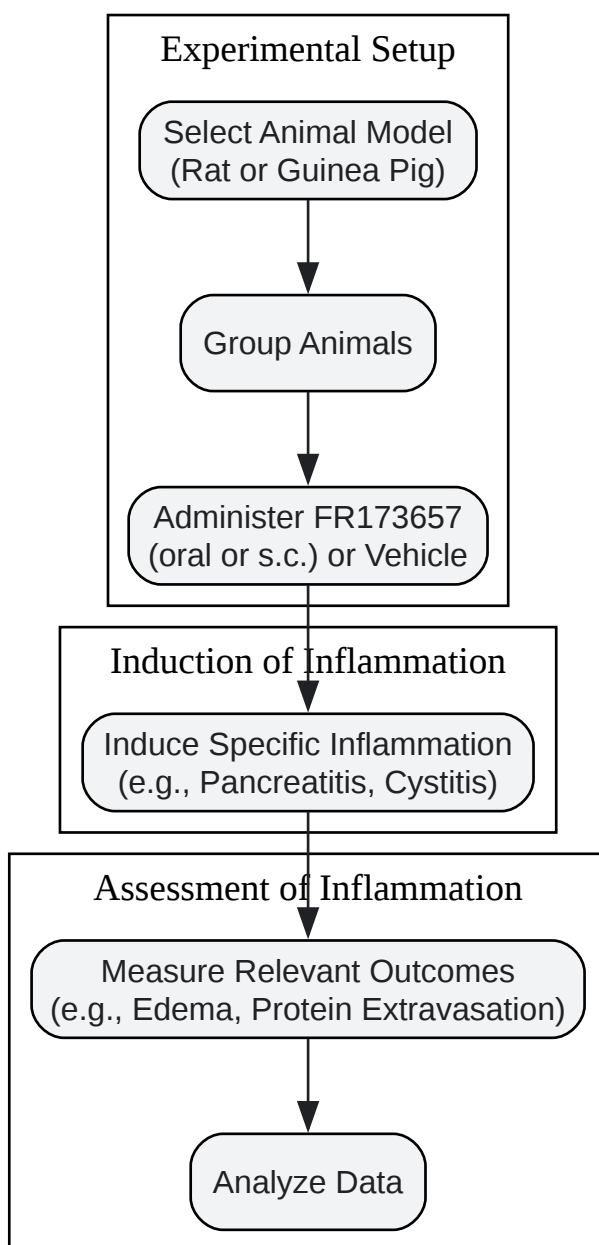 Experimental Setup
Select Animal Model
(Rat or Guinea Pig)
Group Animals
Administer FR173657
(oral or s.c.) or Vehicle
Induction of Inflammation
Induce Specific Inflammation
(e.g., Pancreatitis, Cystitis)
Assessment of Inflammation
Measure Relevant Outcomes
(e.g., Edema, Protein Extravasation)
Analyze Data